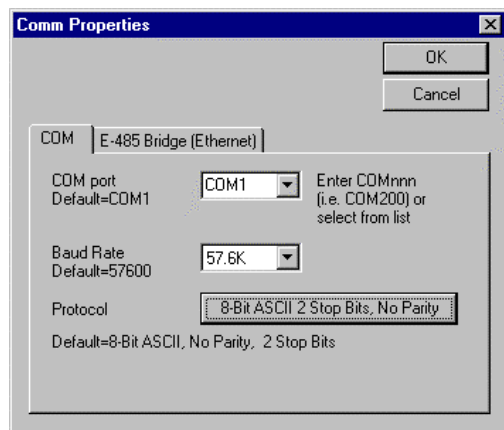 Comm Properties
OK
Cancel
COM
E-485 Bridge (Ethernet)
COM port
Default=COM1
COM1
Enter COMnnn
(i.e. COM200) or
select from list
Baud Rate
Default=57600
57.6K
Protocol
8-Bit ASCII 2 Stop Bits, No Parity
Default=8-Bit ASCII, No Parity,  2 Stop Bits